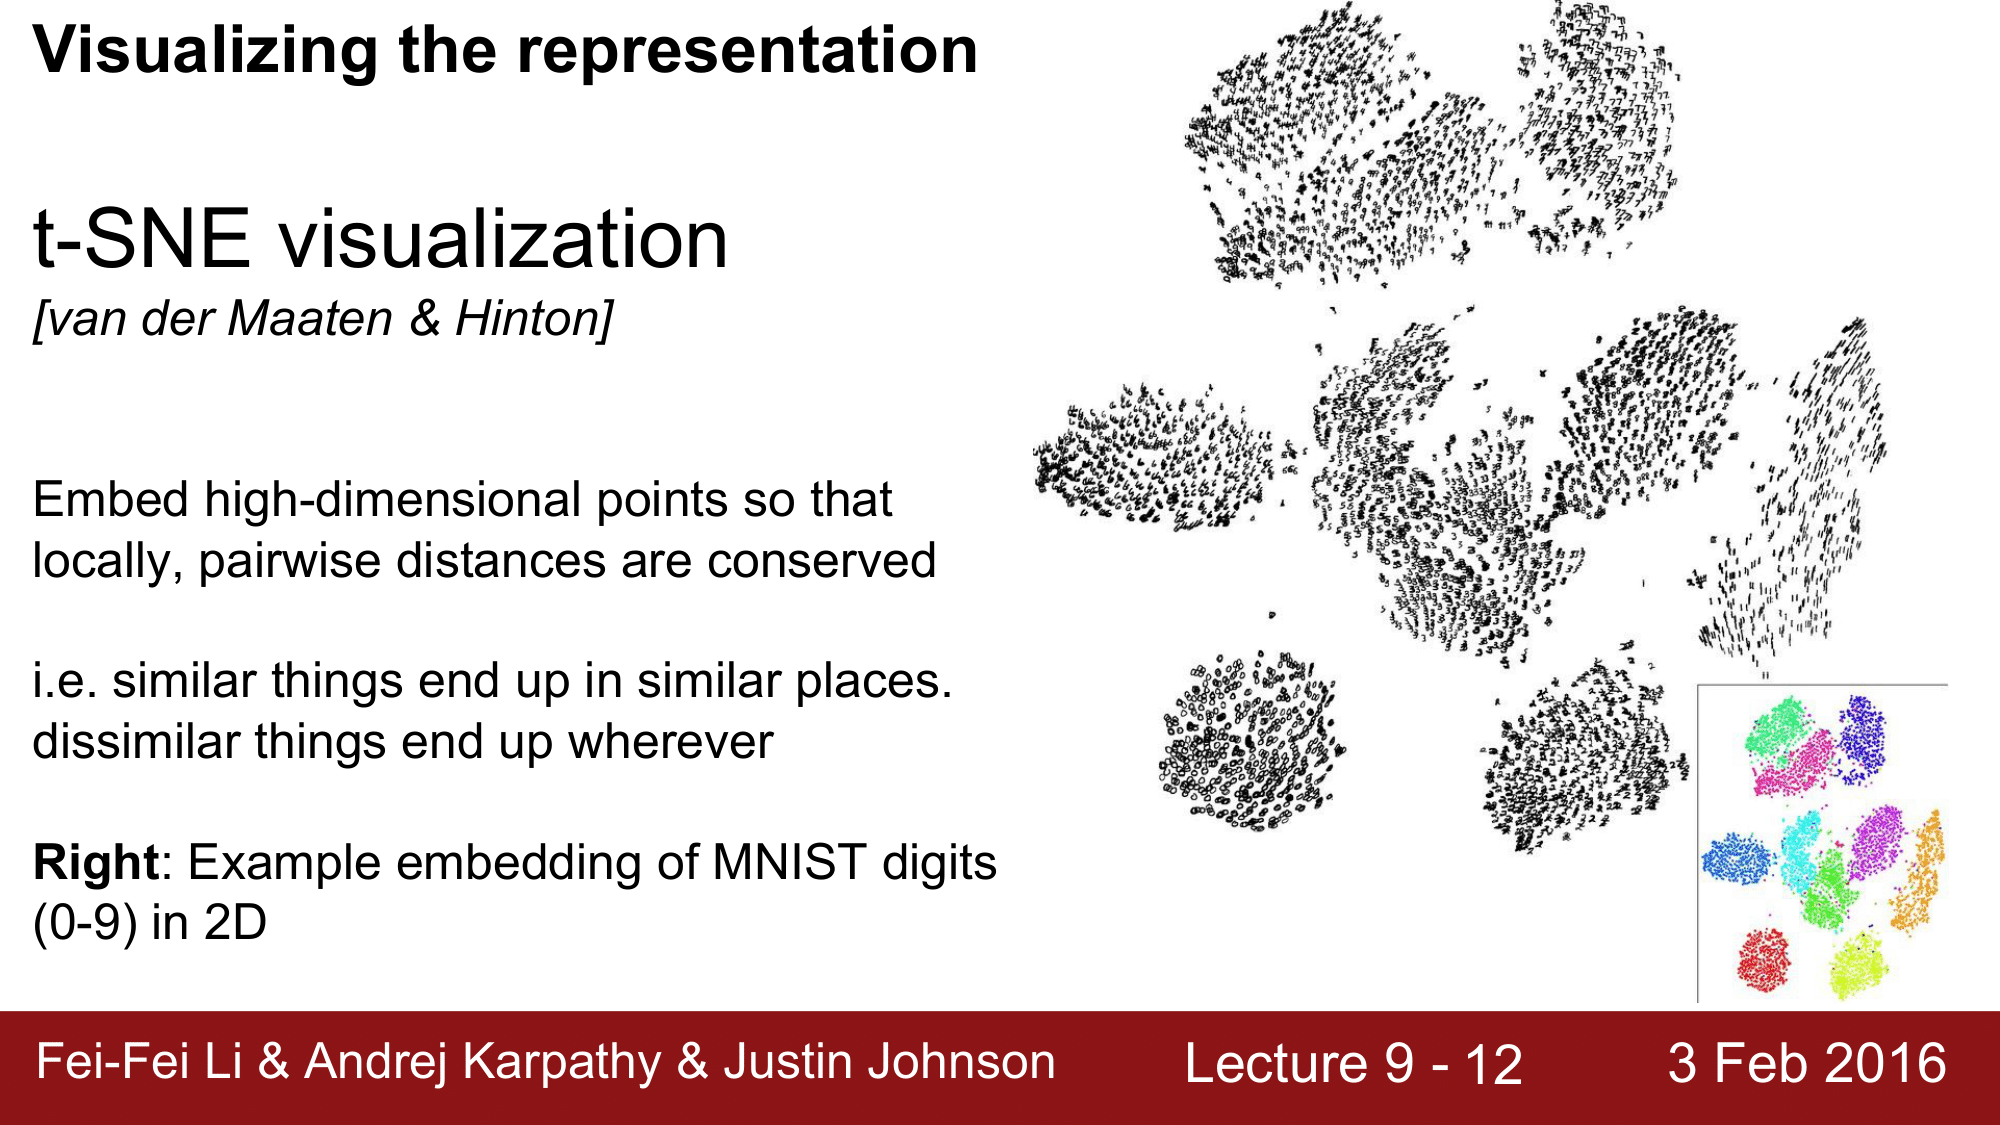 Visualizing the representation
t-SNE visualization
[van der Maaten & Hinton]
Embed high-dimensional points so that
locally, pairwise distances are conserved
i.e. similar things end up in similar places.
dissimilar things end up wherever
Right: Example embedding of MNIST digits
(0-9) in 2D
Fei-Fei Li & Andrej Karpathy & Justin Johnson
Lecture 9 - 12
3 Feb 2016